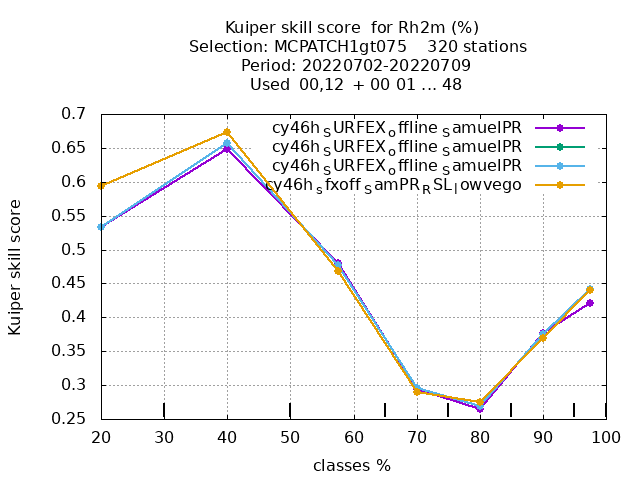 Kuiper skill score  for Rh2m (%)
Selection: MCPATCH1gt075    320 stations
Period: 20220702-20220709
Used  00,12  + 00 01 ... 48
cy46h_SURFEX_offline_SamuelPR
cy46h_SURFEX_offline_SamuelPR
cy46h_SURFEX_offline_SamuelPR
cy46h_sfxoff_SamPR_RSL_lowvego
0.7
0.65
0.6
0.55
0.5
0.45
0.4
0.35
0.3
0.25
Kuiper skill score
20 30 40 50 60 70 80 90 100
classes %